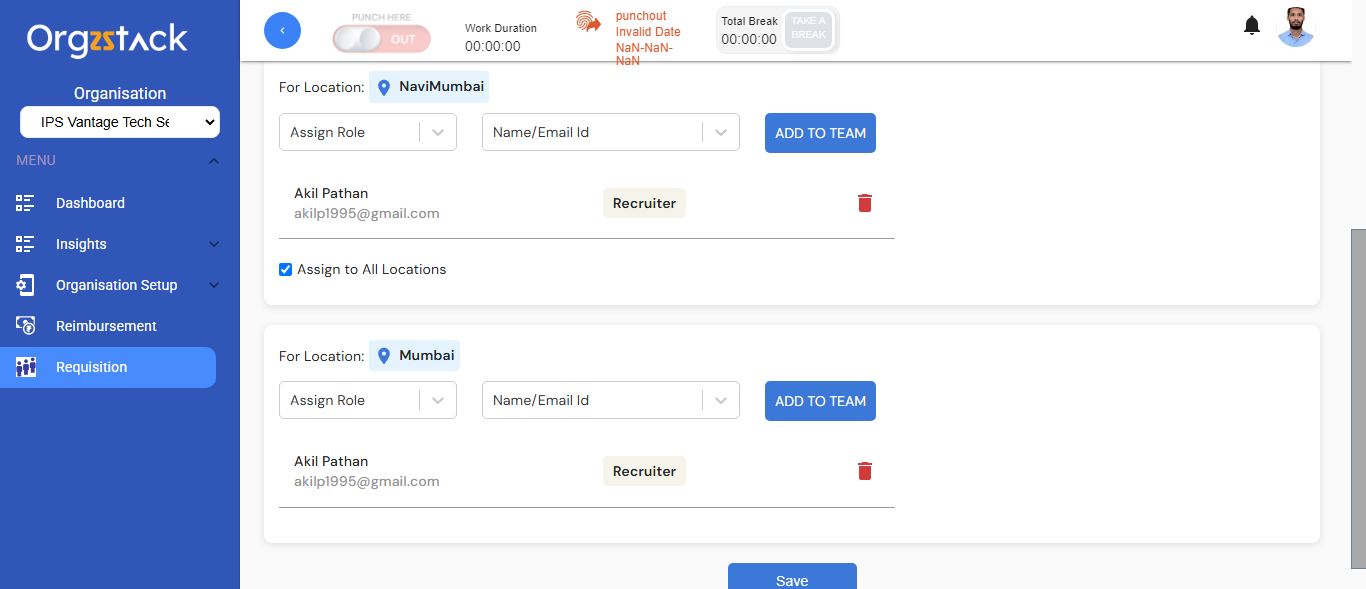 Orgzstack
Organisation
IPS Vantage Tech Se
MENU
Dashboard
Insights
Organisation Setup
Reimbursement
Requisition
PUNCH HERE
OUT
Work Duration
00:00:00
punchout
Invalid Date
NaN-NaN-
NaN
Total Break
00:00:00
TAKE A
BREAK
For Location: NaviMumbai
Assign Role
Name/Email Id
ADD TO TEAM
Akil Pathan
akilp1995@gmail.com
Recruiter
Assign to All Locations
For Location: Mumbai
Assign Role
Name/Email Id
ADD TO TEAM
Akil Pathan
akilp1995@gmail.com
Recruiter
Save